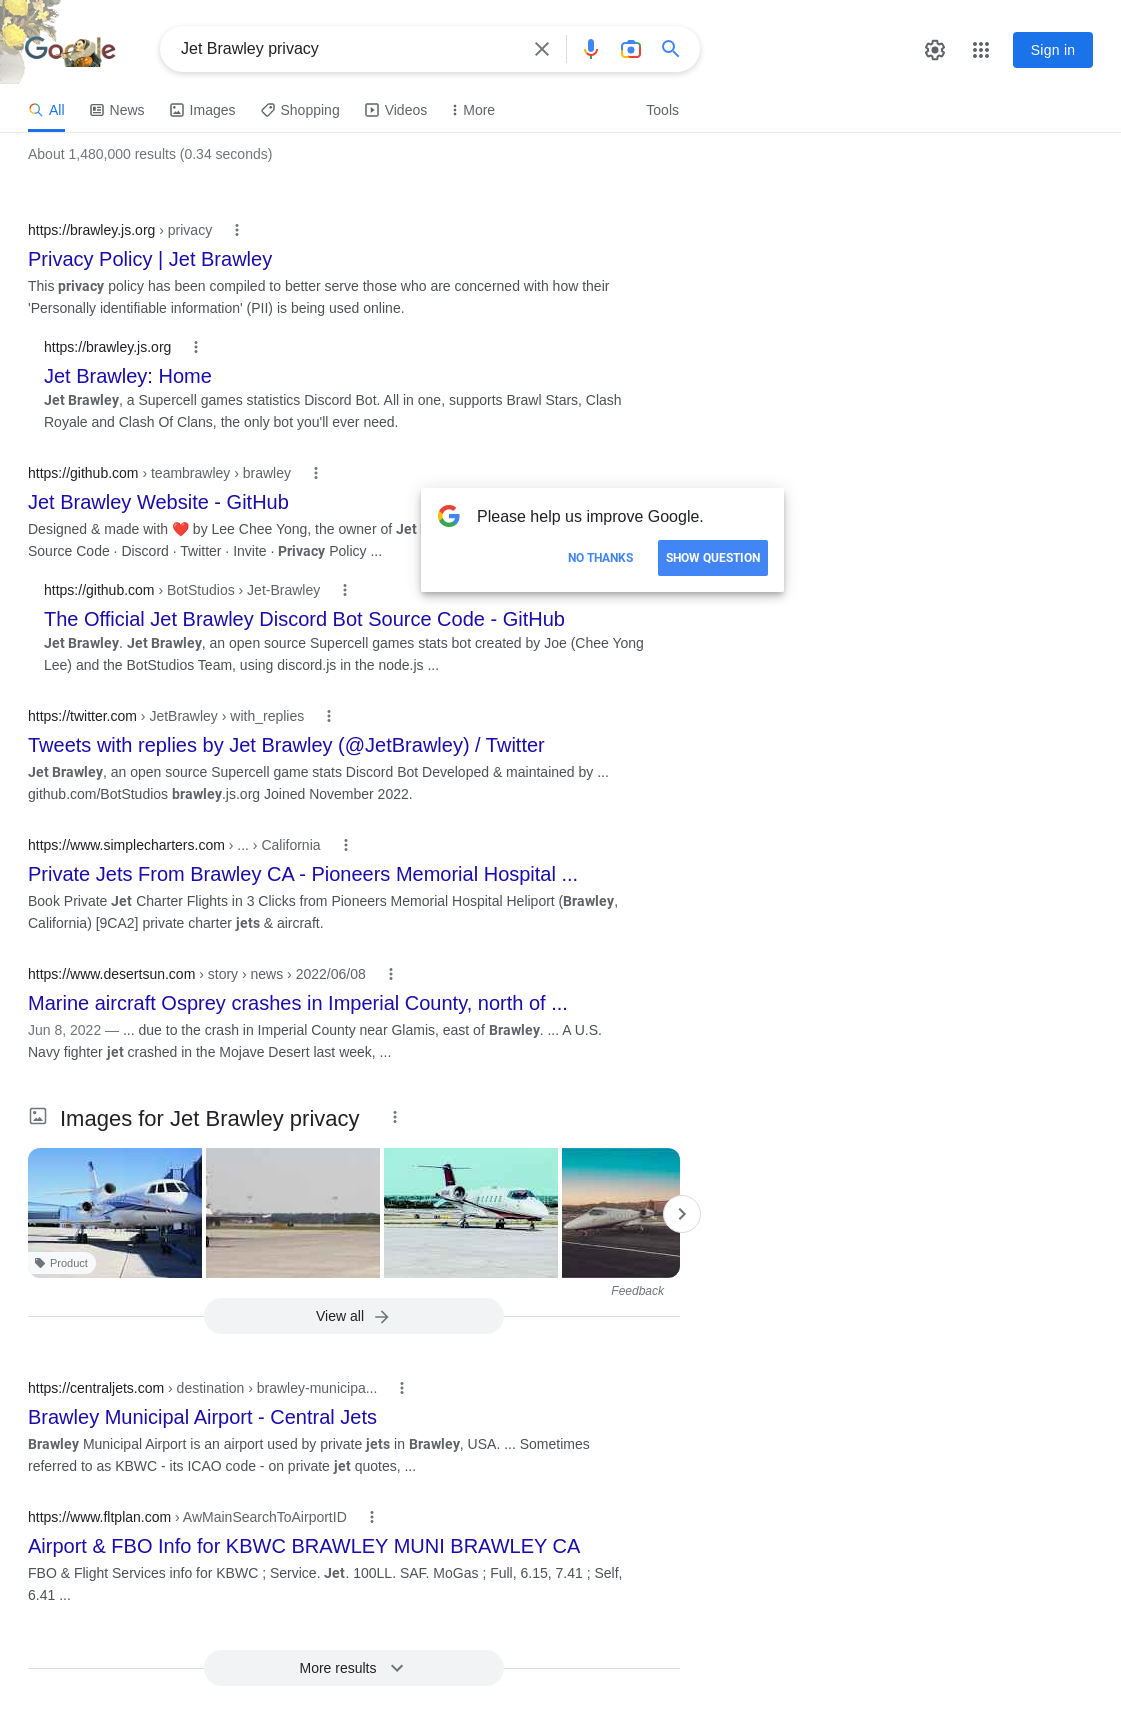 Google
Jet Brawley privacy
Sign in
All
News
Images
Shopping
Videos
More
Tools
About 1,480,000 results (0.34 seconds)
https://brawley.js.org › privacy
Privacy Policy | Jet Brawley
This privacy policy has been compiled to better serve those who are concerned with how their
'Personally identifiable information' (PII) is being used online.
https://brawley.js.org
Jet Brawley: Home
Jet Brawley, a Supercell games statistics Discord Bot. All in one, supports Brawl Stars, Clash
Royale and Clash Of Clans, the only bot you'll ever need.
https://github.com › teambrawley › brawley
Jet Brawley Website - GitHub
Designed & made with ❤️ by Lee Chee Yong, the owner of Jet
Source Code · Discord · Twitter · Invite · Privacy Policy ...
Please help us improve Google.
NO THANKS
SHOW QUESTION
https://github.com › BotStudios › Jet-Brawley
The Official Jet Brawley Discord Bot Source Code - GitHub
Jet Brawley. Jet Brawley, an open source Supercell games stats bot created by Joe (Chee Yong
Lee) and the BotStudios Team, using discord.js in the node.js ...
https://twitter.com › JetBrawley › with_replies
Tweets with replies by Jet Brawley (@JetBrawley) / Twitter
Jet Brawley, an open source Supercell game stats Discord Bot Developed & maintained by ...
github.com/BotStudios brawley.js.org Joined November 2022.
https://www.simplecharters.com › ... › California
Private Jets From Brawley CA - Pioneers Memorial Hospital ...
Book Private Jet Charter Flights in 3 Clicks from Pioneers Memorial Hospital Heliport (Brawley,
California) [9CA2] private charter jets & aircraft.
https://www.desertsun.com › story › news › 2022/06/08
Marine aircraft Osprey crashes in Imperial County, north of ...
Jun 8, 2022 — ... due to the crash in Imperial County near Glamis, east of Brawley. ... A U.S.
Navy fighter jet crashed in the Mojave Desert last week, ...
Images for Jet Brawley privacy
Product
Feedback
View all
https://centraljets.com › destination › brawley-municipa...
Brawley Municipal Airport - Central Jets
Brawley Municipal Airport is an airport used by private jets in Brawley, USA. ... Sometimes
referred to as KBWC - its ICAO code - on private jet quotes, ...
https://www.fltplan.com › AwMainSearchToAirportID
Airport & FBO Info for KBWC BRAWLEY MUNI BRAWLEY CA
FBO & Flight Services info for KBWC ; Service. Jet. 100LL. SAF. MoGas ; Full, 6.15, 7.41 ; Self,
6.41 ...
More results